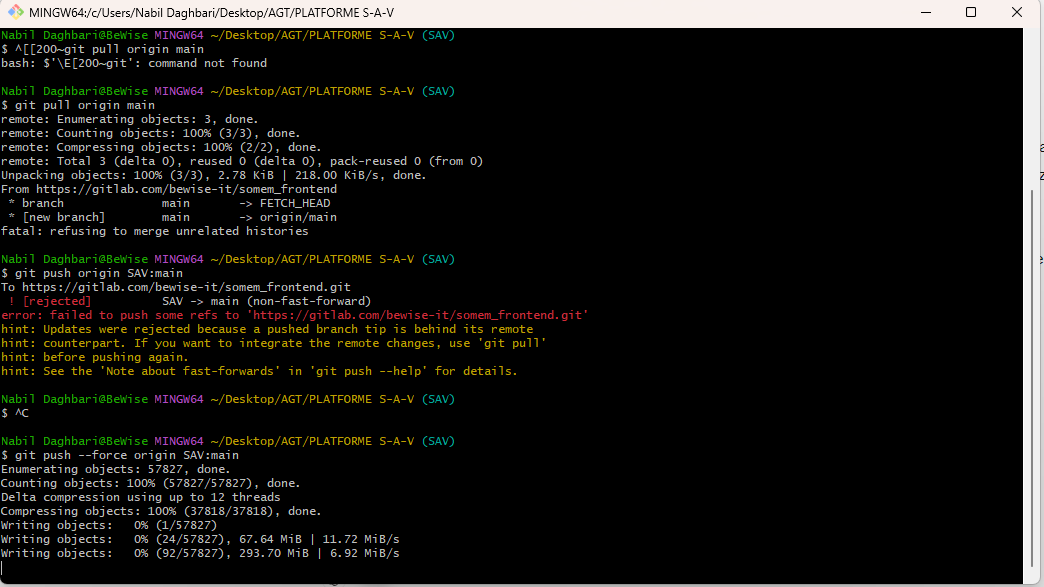 MINGW64:/c/Users/Nabil Daghbari/Desktop/AGT/PLATFORME S-A-V
Nabil Daghbari@BeWise MINGW64 ~/Desktop/AGT/PLATFORME S-A-V (SAV)
$ ^[[200~git pull origin main
bash: $'\E[200~git': command not found
Nabil Daghbari@BeWise MINGW64 ~/Desktop/AGT/PLATFORME S-A-V (SAV)
$ git pull origin main
remote: Enumerating objects: 3, done.
remote: Counting objects: 100% (3/3), done.
remote: Compressing objects: 100% (2/2), done.
remote: Total 3 (delta 0), reused 0 (delta 0), pack-reused 0 (from 0)
Unpacking objects: 100% (3/3), 2.78 KiB | 218.00 KiB/s, done.
From https://gitlab.com/bewise-it/somem_frontend
 * branch              main       -> FETCH_HEAD
 * [new branch]        main       -> origin/main
fatal: refusing to merge unrelated histories
Nabil Daghbari@BeWise MINGW64 ~/Desktop/AGT/PLATFORME S-A-V (SAV)
$ git push origin SAV:main
To https://gitlab.com/bewise-it/somem_frontend.git
 ! [rejected]          SAV -> main (non-fast-forward)
error: failed to push some refs to 'https://gitlab.com/bewise-it/somem_frontend.git'
hint: Updates were rejected because a pushed branch tip is behind its remote
hint: counterpart. If you want to integrate the remote changes, use 'git pull'
hint: before pushing again.
hint: See the 'Note about fast-forwards' in 'git push --help' for details.
Nabil Daghbari@BeWise MINGW64 ~/Desktop/AGT/PLATFORME S-A-V (SAV)
$ ^C
Nabil Daghbari@BeWise MINGW64 ~/Desktop/AGT/PLATFORME S-A-V (SAV)
$ git push --force origin SAV:main
Enumerating objects: 57827, done.
Counting objects: 100% (57827/57827), done.
Delta compression using up to 12 threads
Compressing objects: 100% (37818/37818), done.
Writing objects:   0% (1/57827)
Writing objects:   0% (24/57827), 67.64 MiB | 11.72 MiB/s
Writing objects:   0% (92/57827), 293.70 MiB | 6.92 MiB/s